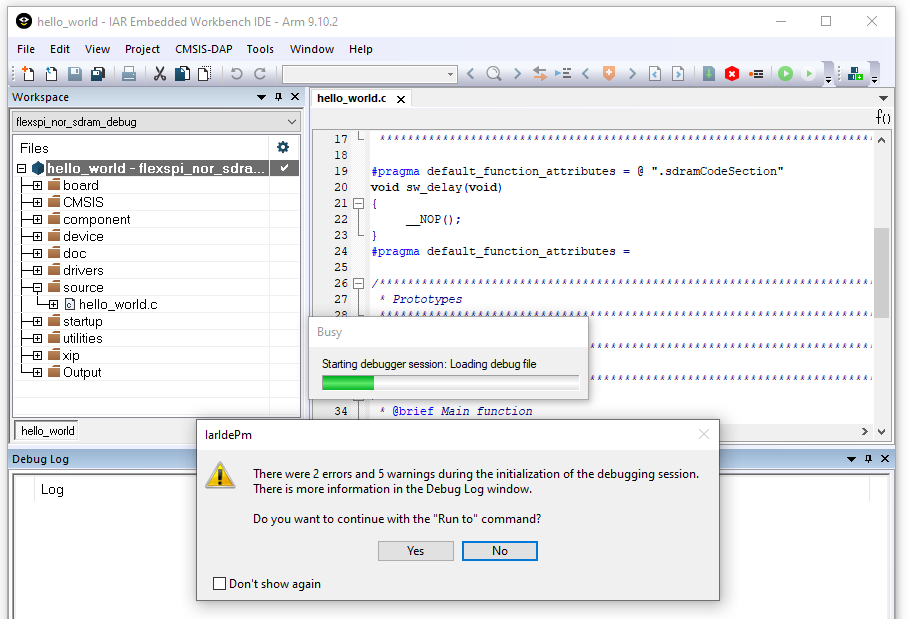 hello_world - IAR Embedded Workbench IDE - Arm 9.10.2
File Edit View Project CMSIS-DAP Tools Window Help
Workspace
flexspi_nor_sdram_debug
Files
hello_world - flexspi_nor_sdra...
board
CMSIS
component
device
doc
drivers
source
hello_world.c
startup
utilities
xip
Output
hello_world
hello_world.c
f()
17 ****************************************************************************
18
19 #pragma default_function_attributes = @ ".sdramCodeSection"
20 void sw_delay(void)
21 {
22 __NOP();
23 }
24 #pragma default_function_attributes =
25
26 /****************************************************************************
27 * Prototypes
28 ****************************************************************************
34 * @brief Main function
Busy
Starting debugger session: Loading debug file
IarIdePm
There were 2 errors and 5 warnings during the initialization of the debugging session.
There is more information in the Debug Log window.
Do you want to continue with the "Run to" command?
Yes No
Don't show again
Debug Log
Log